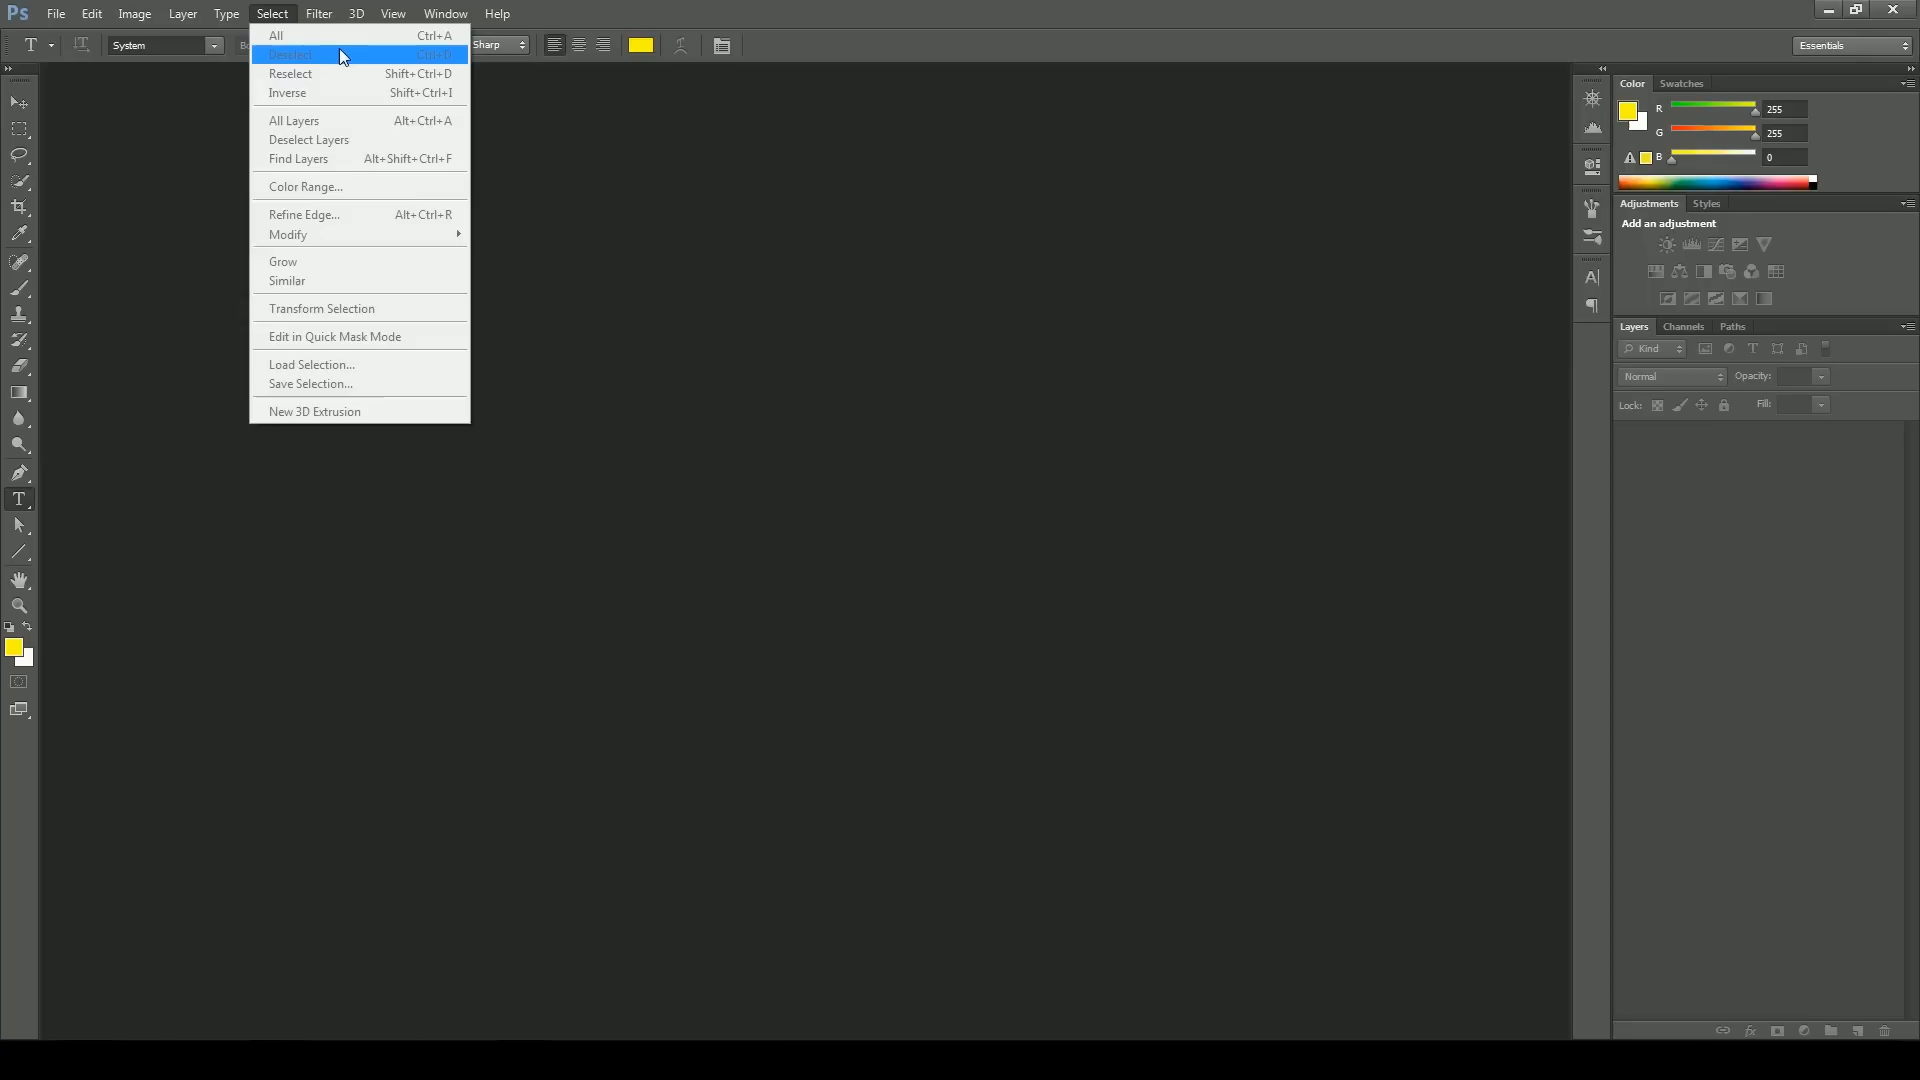 Ps File Edit Image Layer Type Select Filter 3D View Window Help
T System Sharp Essentials
All Ctrl+A
Deselect Ctrl+D
Reselect Shift+Ctrl+D
Inverse Shift+Ctrl+I
All Layers Alt+Ctrl+A
Deselect Layers
Find Layers Alt+Shift+Ctrl+F
Color Range...
Refine Edge... Alt+Ctrl+R
Modify
Grow
Similar
Transform Selection
Edit in Quick Mask Mode
Load Selection...
Save Selection...
New 3D Extrusion
Color Swatches
R 255
G 255
B 0
Adjustments Styles
Add an adjustment
Layers Channels Paths
Kind
Normal Opacity:
Lock: Fill: